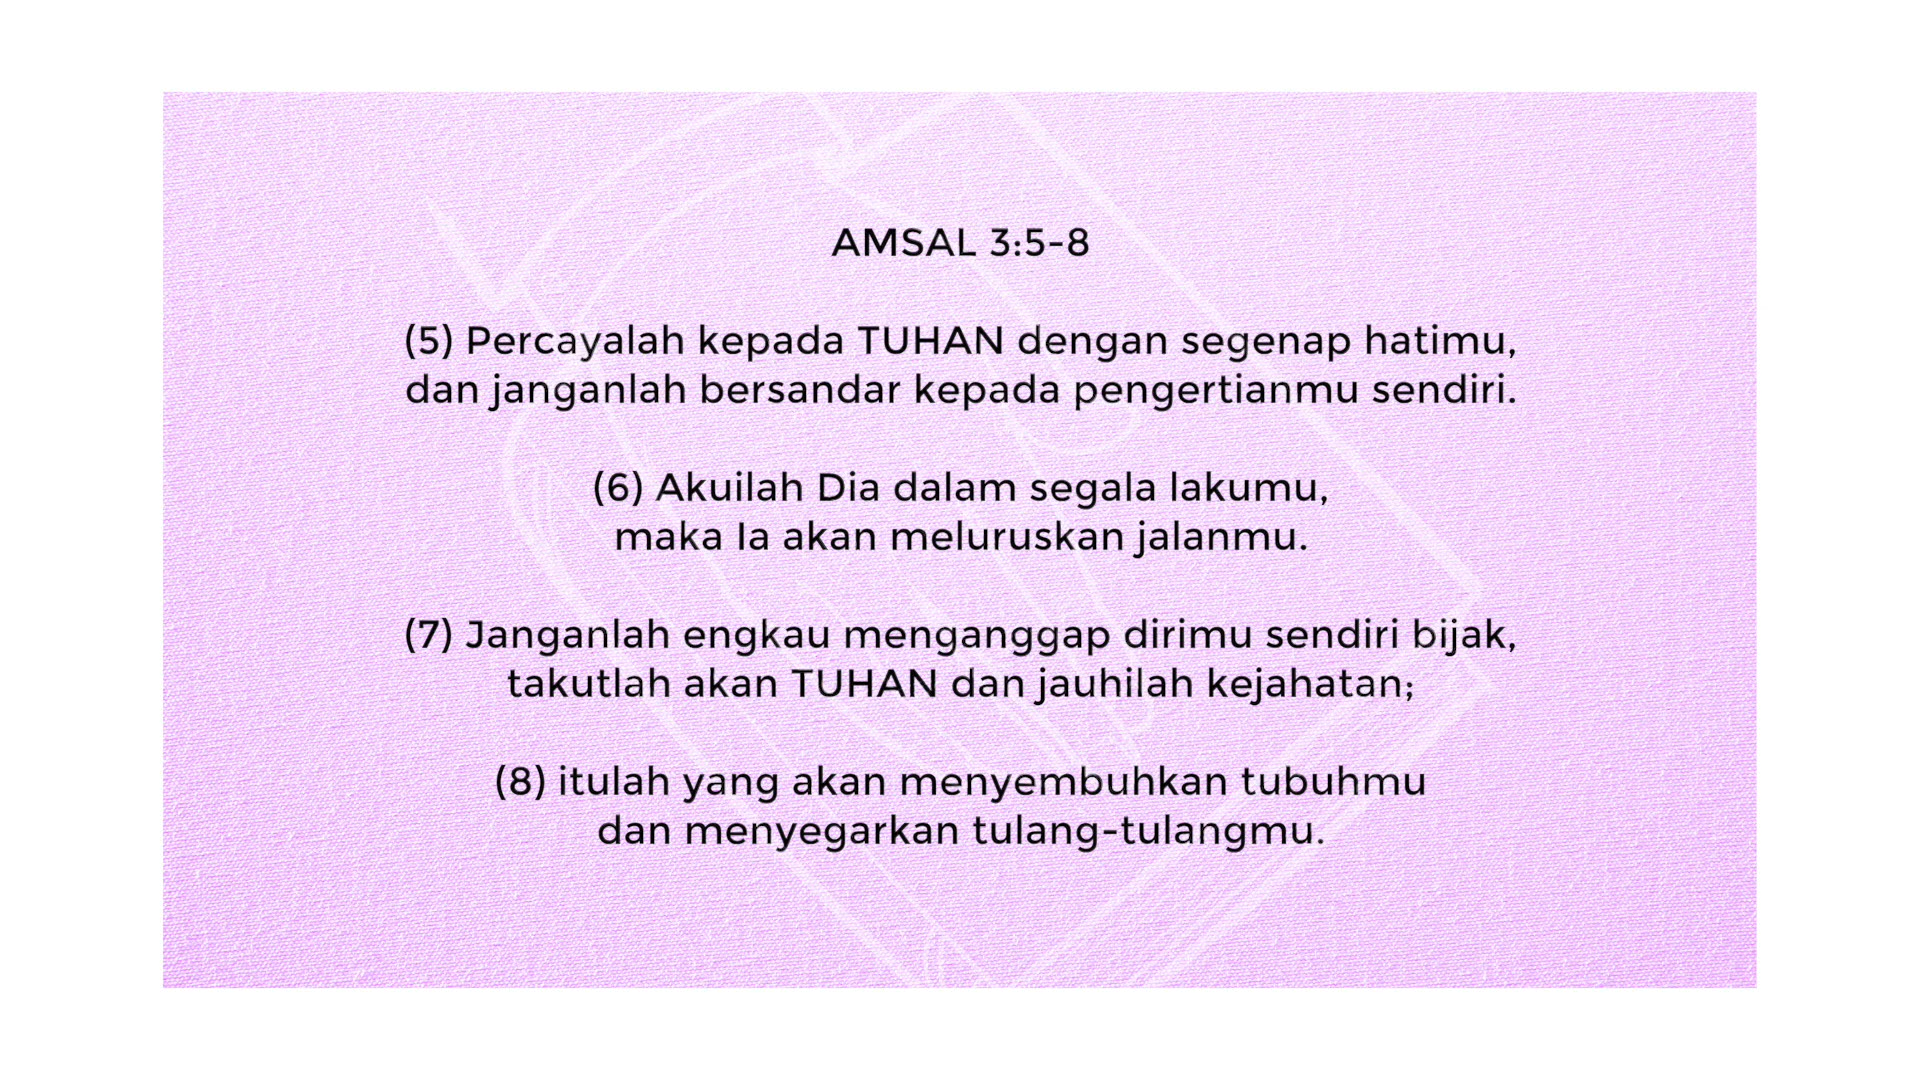 AMSAL 3:5-8
(5) Percayalah kepada TUHAN dengan segenap hatimu,
dan janganlah bersandar kepada pengertianmu sendiri.
(6) Akuilah Dia dalam segala lakumu,
maka Ia akan meluruskan jalanmu.
(7) Janganlah engkau menganggap dirimu sendiri bijak,
takutlah akan TUHAN dan jauhilah kejahatan;
(8) itulah yang akan menyembuhkan tubuhmu
dan menyegarkan tulang-tulangmu.